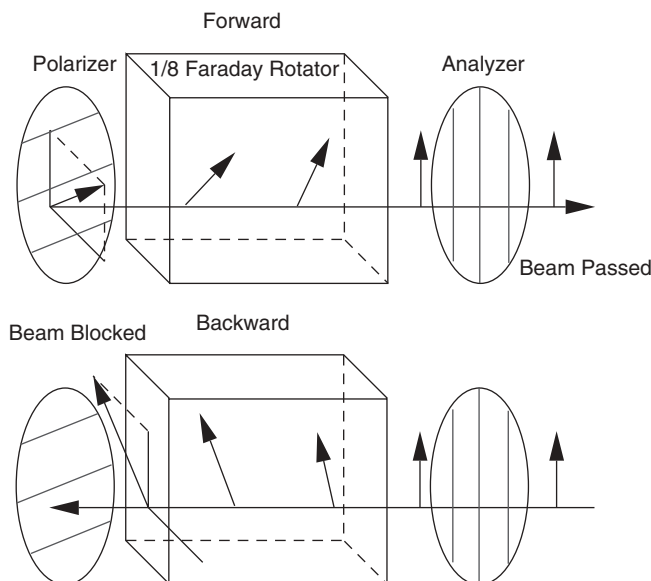 Forward
Polarizer
1/8 Faraday Rotator
Analyzer
Beam Passed
Backward
Beam Blocked